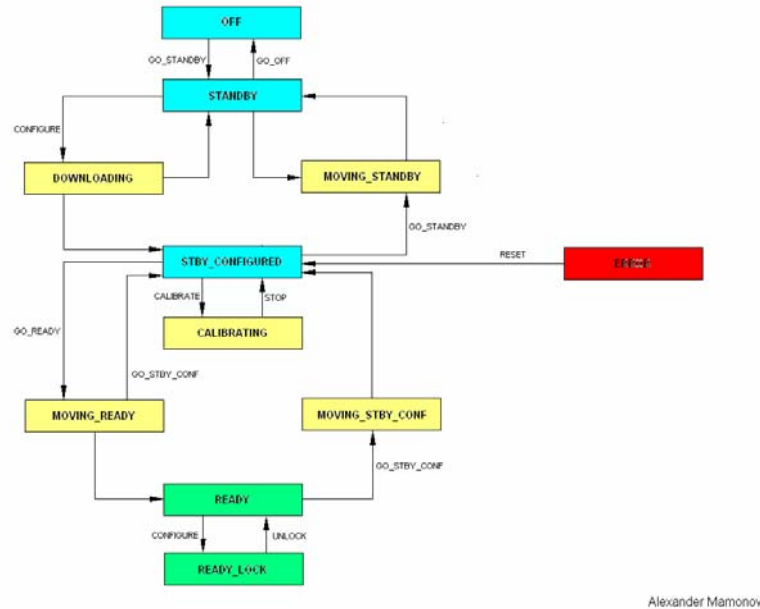 OFF
GO_STANDBY
GO_OFF
STANDBY
CONFIGURE
DOWNLOADING
MOVING_STANDBY
GO_STANDBY
STBY_CONFIGURED
RESET
ERROR
CALIBRATE
STOP
GO_READY
CALIBRATING
GO_STBY_CONF
MOVING_READY
MOVING_STBY_CONF
GO_STBY_CONF
READY
CONFIGURE
UNLOCK
READY_LOCK
Alexander Mamonov